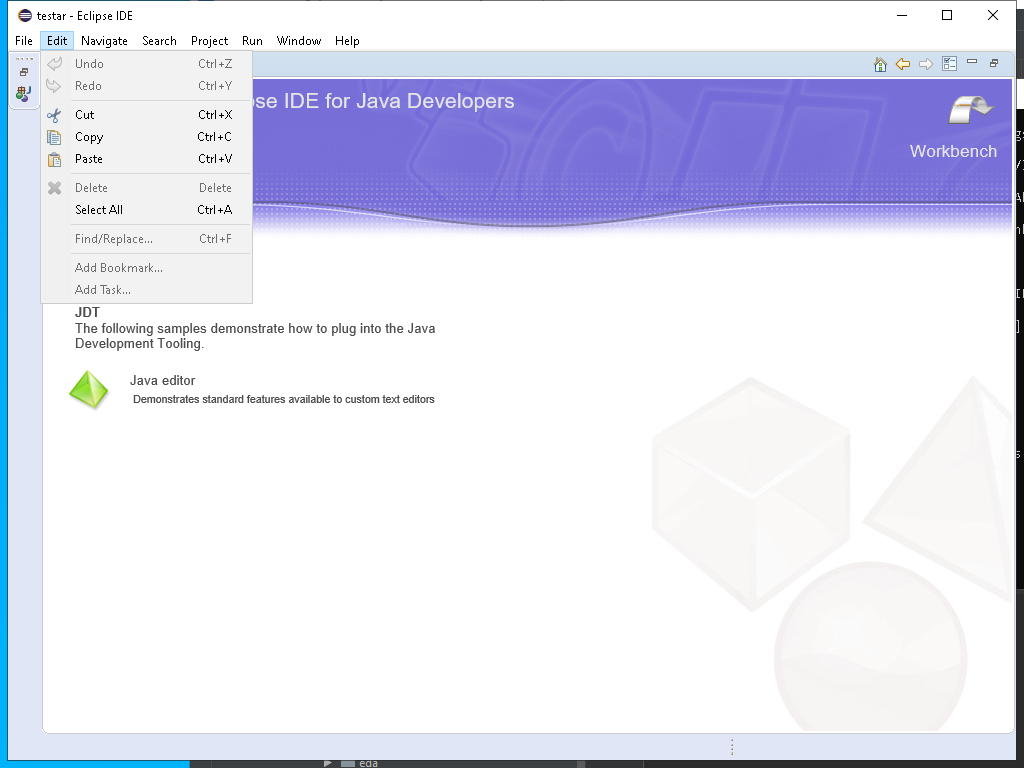 testar - Eclipse IDE
File Edit Navigate Search Project Run Window Help
Undo Ctrl+Z
Redo Ctrl+Y
Cut Ctrl+X
Copy Ctrl+C
Paste Ctrl+V
Delete Delete
Select All Ctrl+A
Find/Replace... Ctrl+F
Add Bookmark...
Add Task...
se IDE for Java Developers
Workbench
JDT
The following samples demonstrate how to plug into the Java
Development Tooling.
Java editor
Demonstrates standard features available to custom text editors
eda